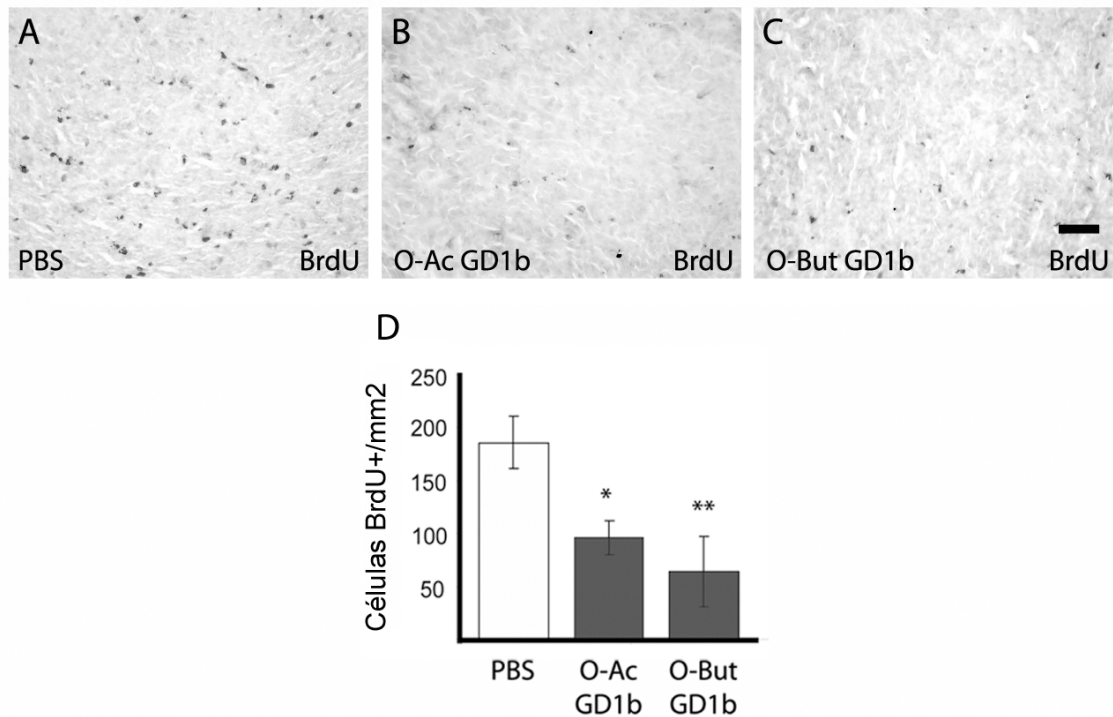 A
PBS BrdU
B
O-Ac GD1b BrdU
C
O-But GD1b BrdU
D
Células BrdU+/mm2
250
200
150
100
50
*
**
PBS
O-Ac
GD1b
O-But
GD1b